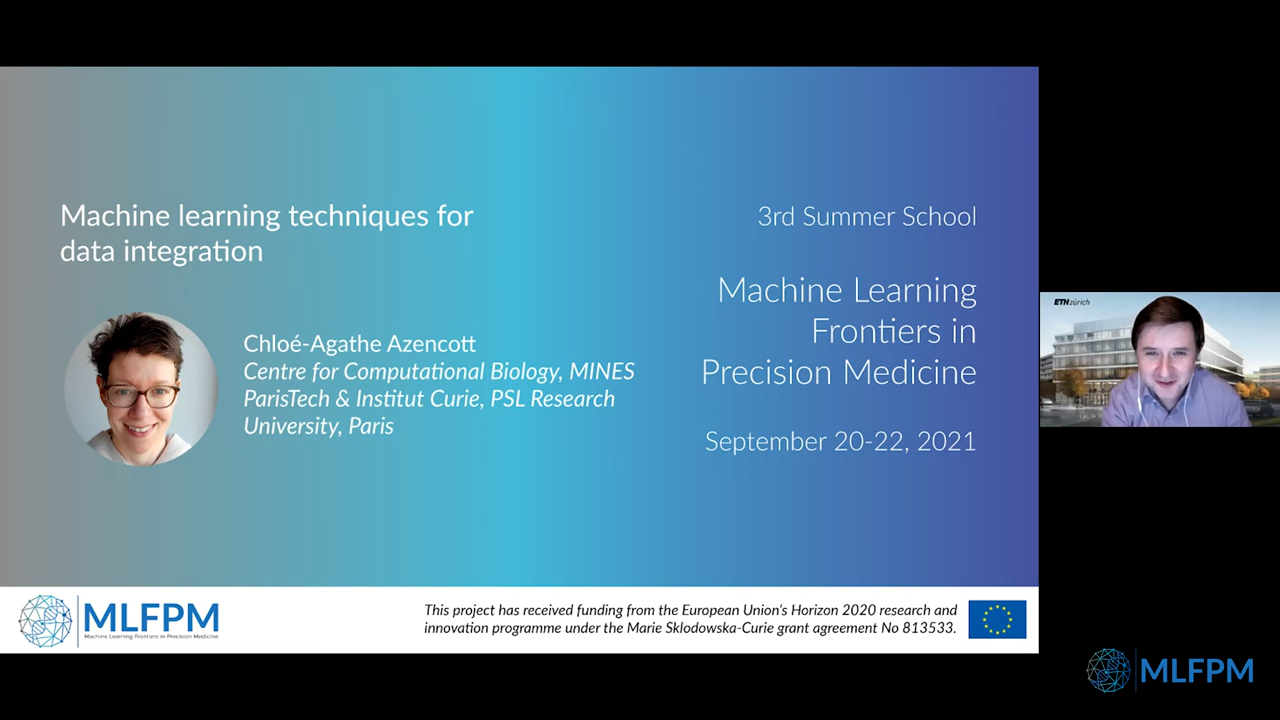 Machine learning techniques for
data integration
Chloé-Agathe Azencott
Centre for Computational Biology, MINES
ParisTech & Institut Curie, PSL Research
University, Paris
3rd Summer School
Machine Learning
Frontiers in
Precision Medicine
September 20-22, 2021
ETH zürich
MLFPM
Machine Learning Frontiers in Precision Medicine
This project has received funding from the European Union's Horizon 2020 research and
innovation programme under the Marie Sklodowska-Curie grant agreement No 813533.
MLFPM